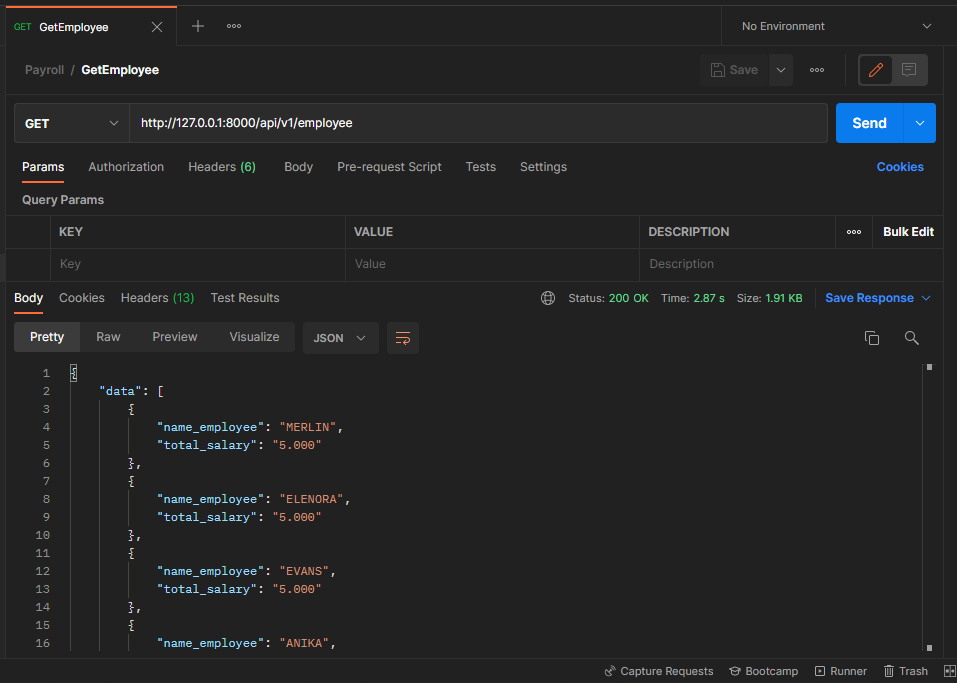 GET GetEmployee
No Environment
Payroll / GetEmployee
Save
GET http://127.0.0.1:8000/api/v1/employee Send
Params Authorization Headers (6) Body Pre-request Script Tests Settings Cookies
Query Params
KEY VALUE DESCRIPTION Bulk Edit
Key Value Description
Body Cookies Headers (13) Test Results Status: 200 OK Time: 2.87 s Size: 1.91 KB Save Response
Pretty Raw Preview Visualize JSON
1 {
2 "data": [
3 {
4 "name_employee": "MERLIN",
5 "total_salary": "5.000"
6 },
7 {
8 "name_employee": "ELENORA",
9 "total_salary": "5.000"
10 },
11 {
12 "name_employee": "EVANS",
13 "total_salary": "5.000"
14 },
15 {
16 "name_employee": "ANIKA",
Capture Requests Bootcamp Runner Trash